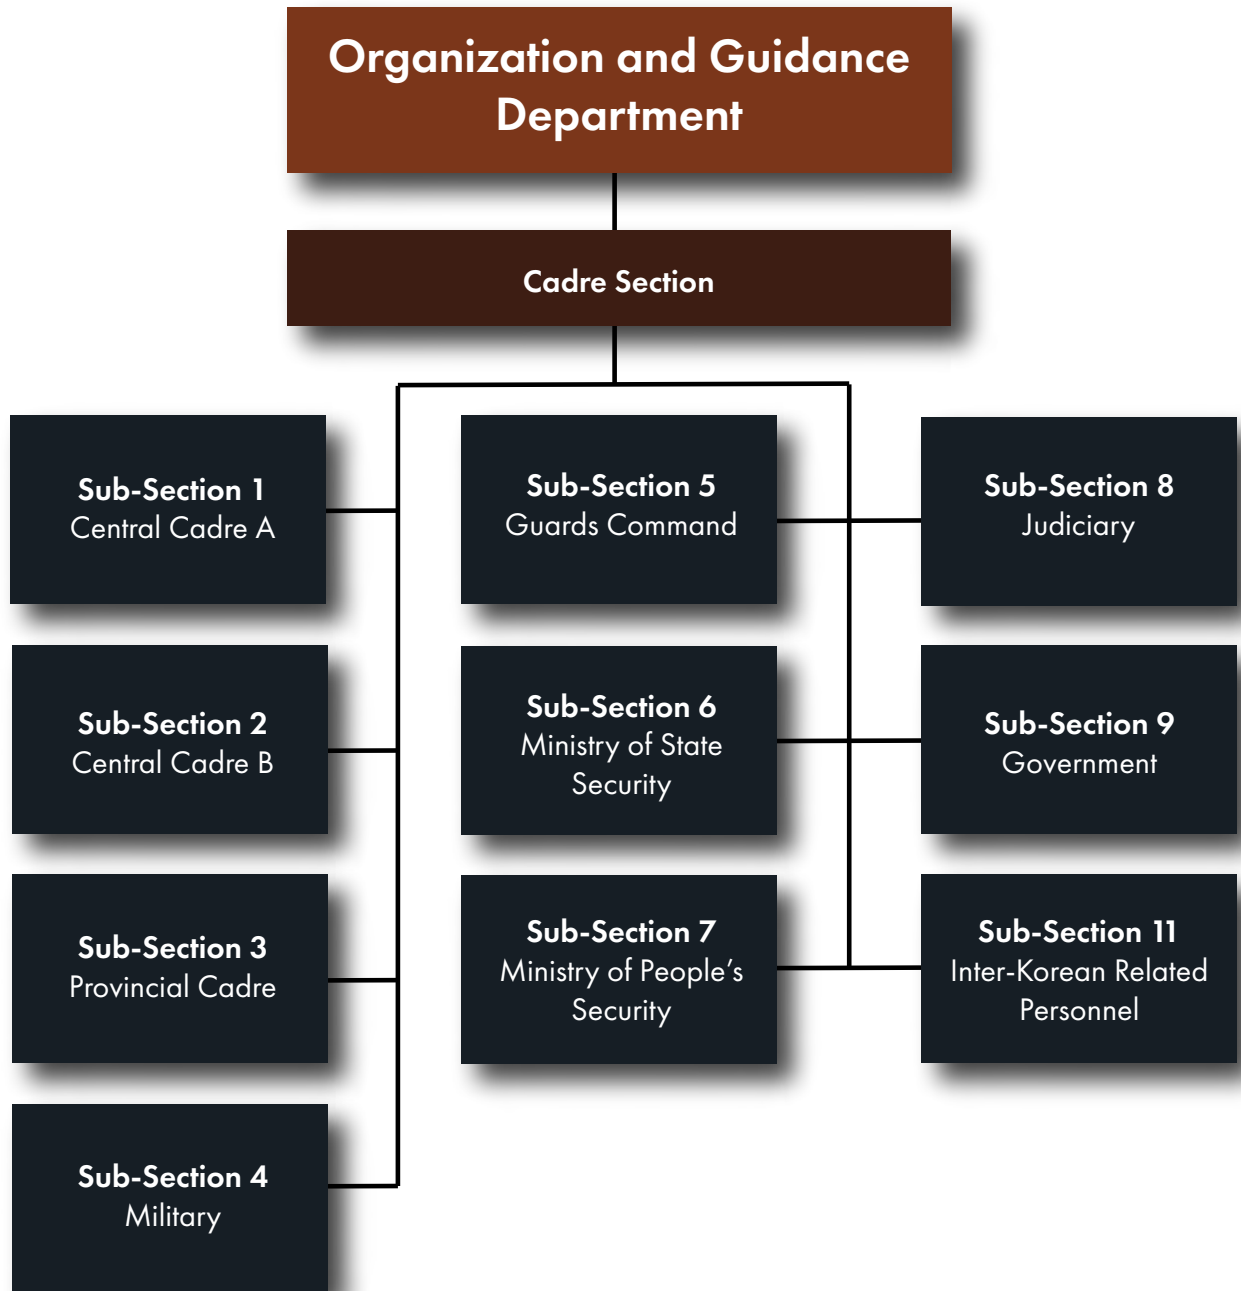 Organization and Guidance
Department
Cadre Section
Sub-Section 1
Central Cadre A
Sub-Section 2
Central Cadre B
Sub-Section 3
Provincial Cadre
Sub-Section 4
Military
Sub-Section 5
Guards Command
Sub-Section 6
Ministry of State
Security
Sub-Section 7
Ministry of People’s
Security
Sub-Section 8
Judiciary
Sub-Section 9
Government
Sub-Section 11
Inter-Korean Related
Personnel